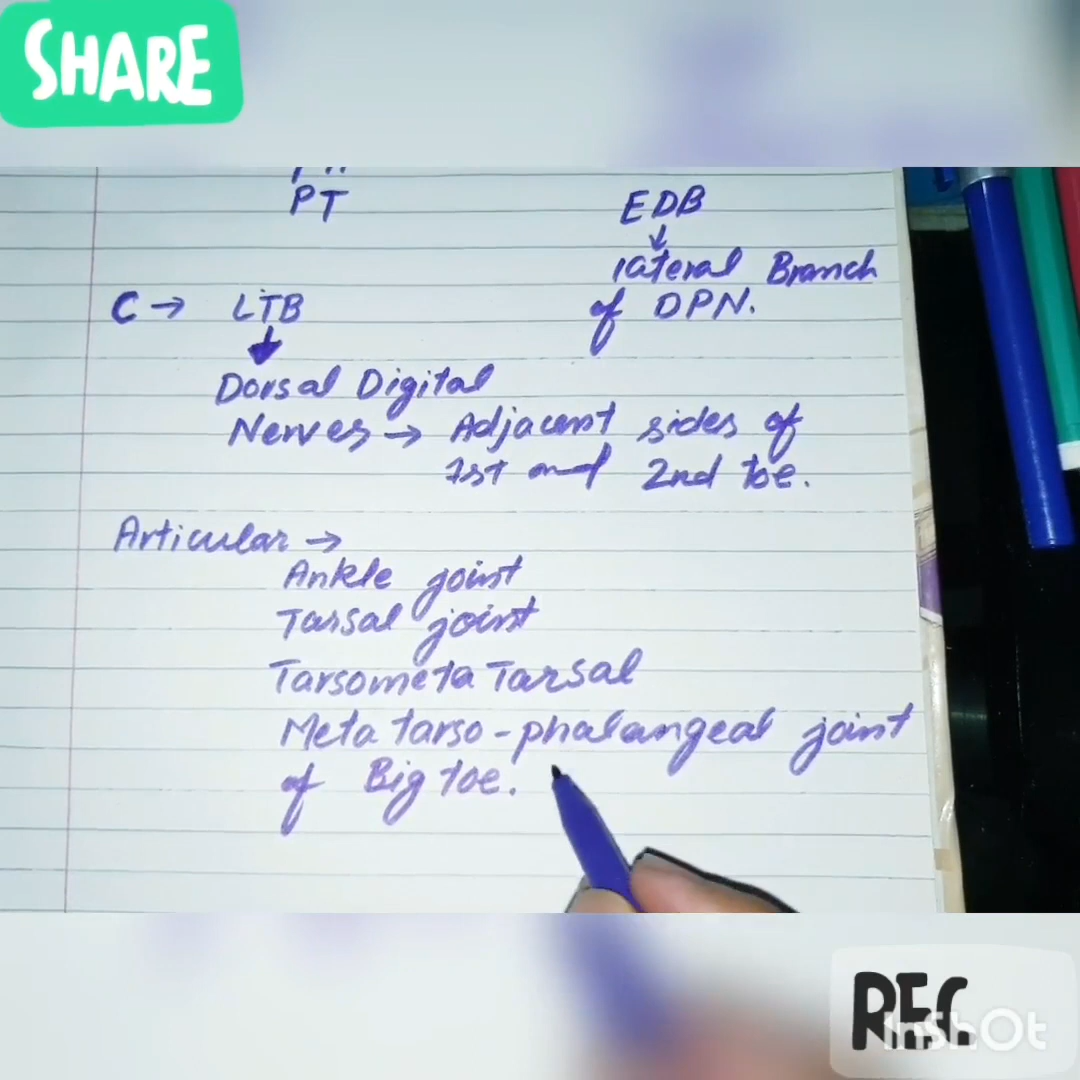 SHARE
PT
EDB
↓
lateral Branch
of DPN.
C → LTB
↓
Dorsal Digital
Nerves → Adjacent sides of
1st and 2nd toe.
Articular →
Ankle joint
Tarsal joint
Tarsometa Tarsal
Meta tarso-phalangeal joint
of Big toe.
REC
InShOt